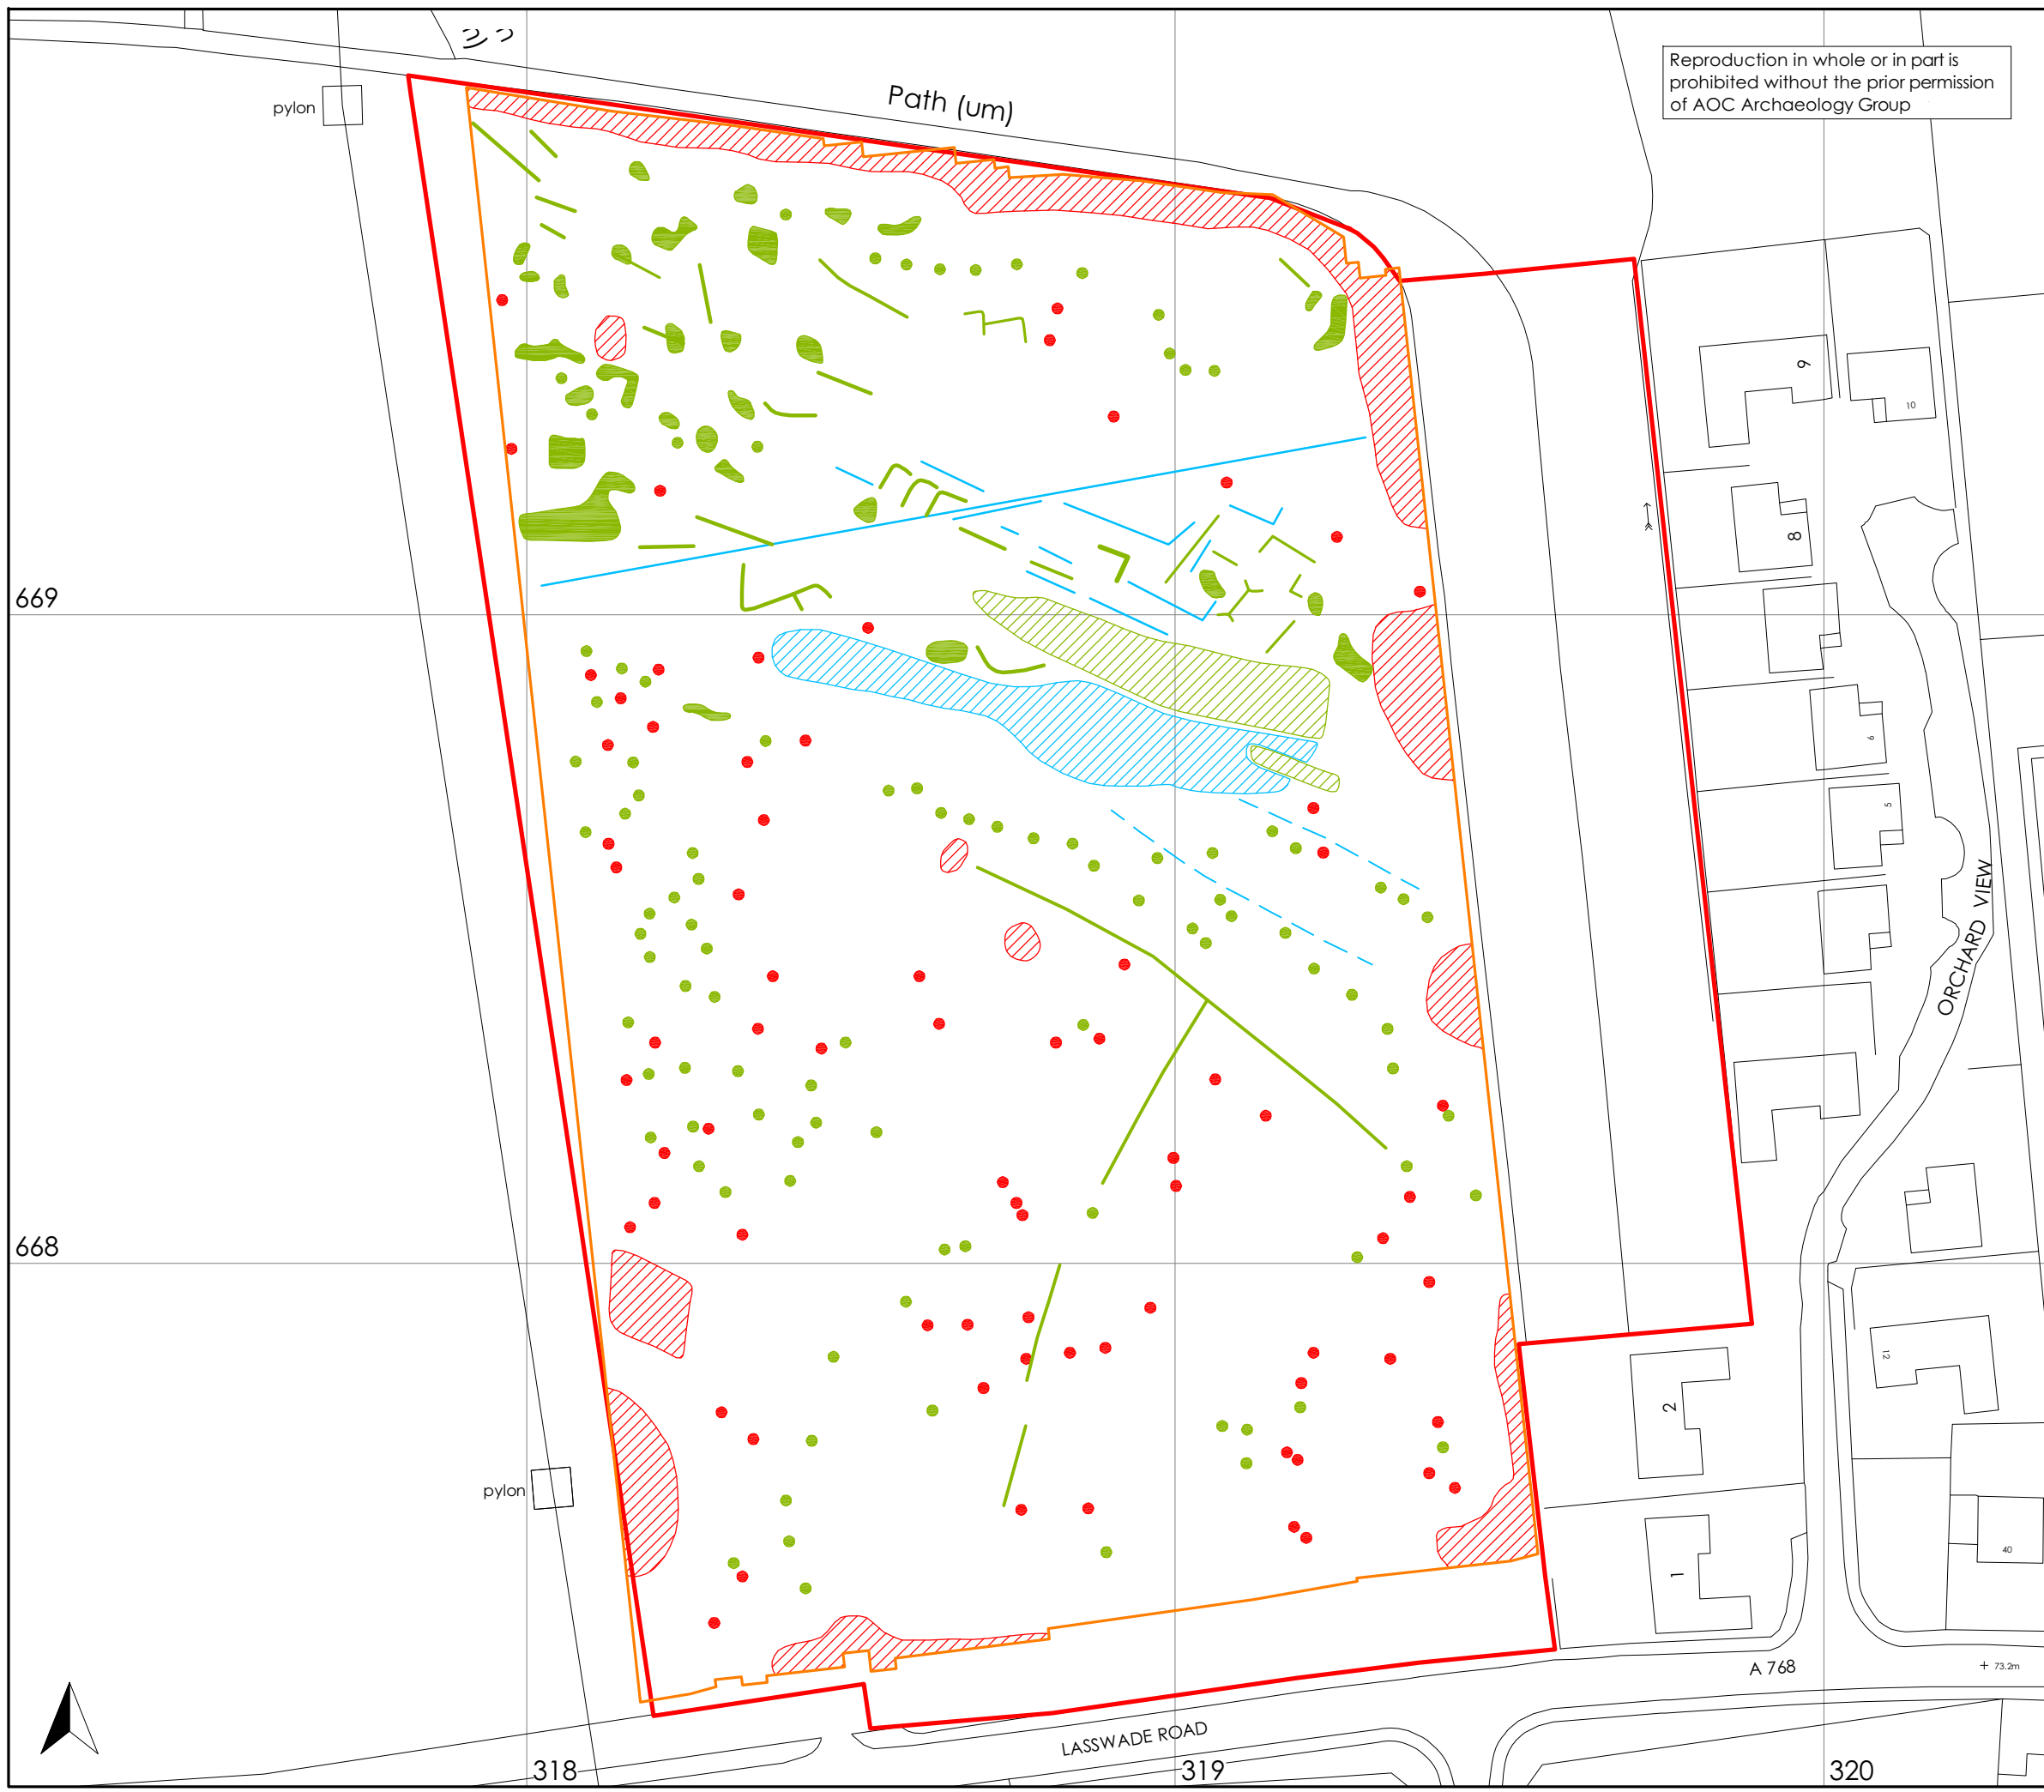 Reproduction in whole or in part is
prohibited without the prior permission
of AOC Archaeology Group
pylon
Path (um)
9
10
8
669
6
5
ORCHARD VIEW
668
2
12
pylon
40
1
A 768
73.2m
LASSWADE ROAD
318
319
320